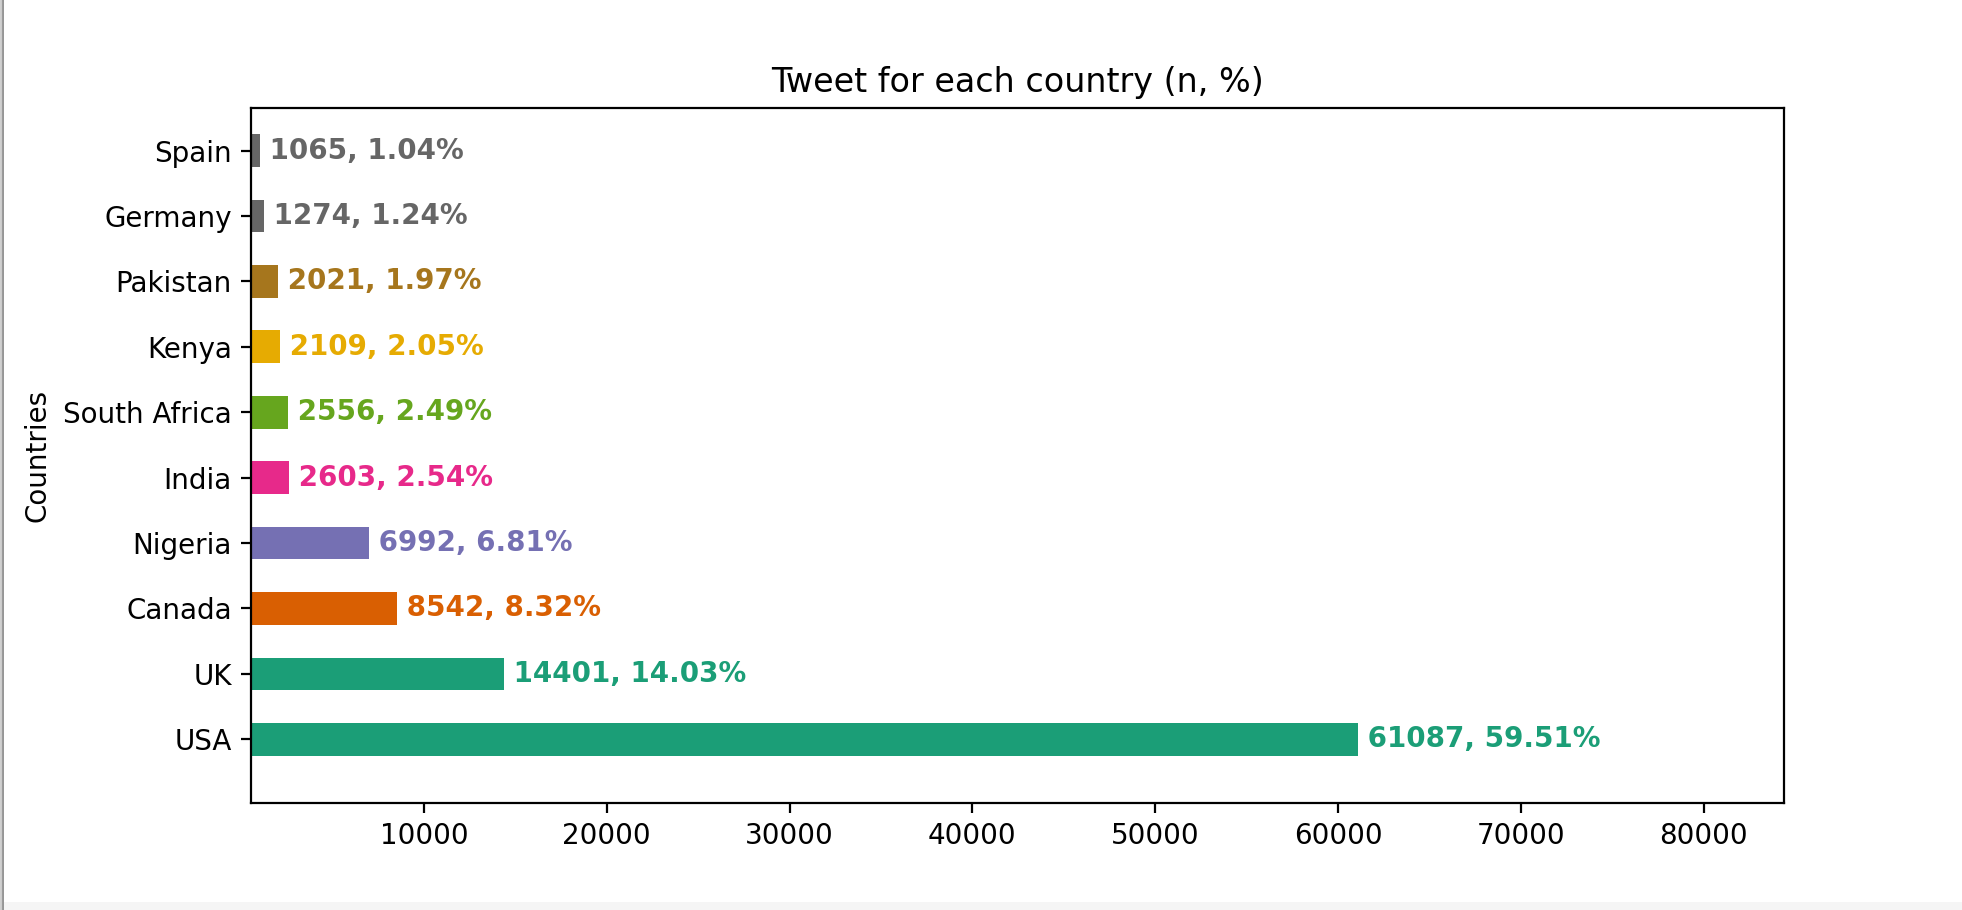 Tweet for each country (n, %)
Countries
Spain 1065, 1.04%
Germany 1274, 1.24%
Pakistan 2021, 1.97%
Kenya 2109, 2.05%
South Africa 2556, 2.49%
India 2603, 2.54%
Nigeria 6992, 6.81%
Canada 8542, 8.32%
UK 14401, 14.03%
USA 61087, 59.51%
10000 20000 30000 40000 50000 60000 70000 80000